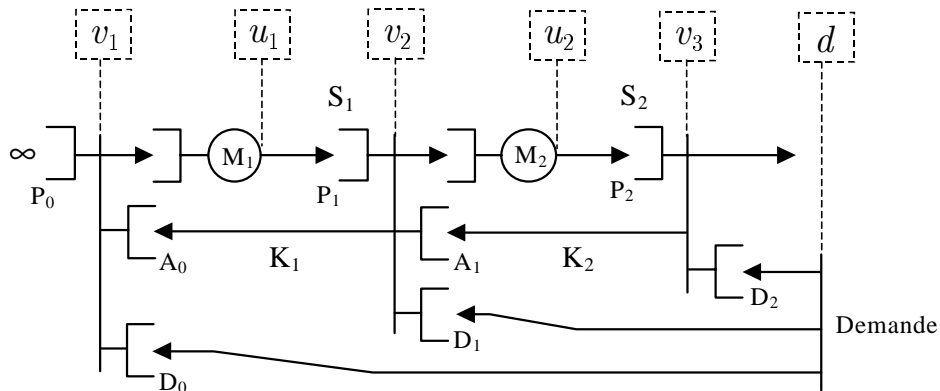 v1 u1 v2 u2 v3 d
S1 S2
∞ M1 M2
P0 P1 P2
A0 K1 A1 K2
D2
D1 Demande
D0